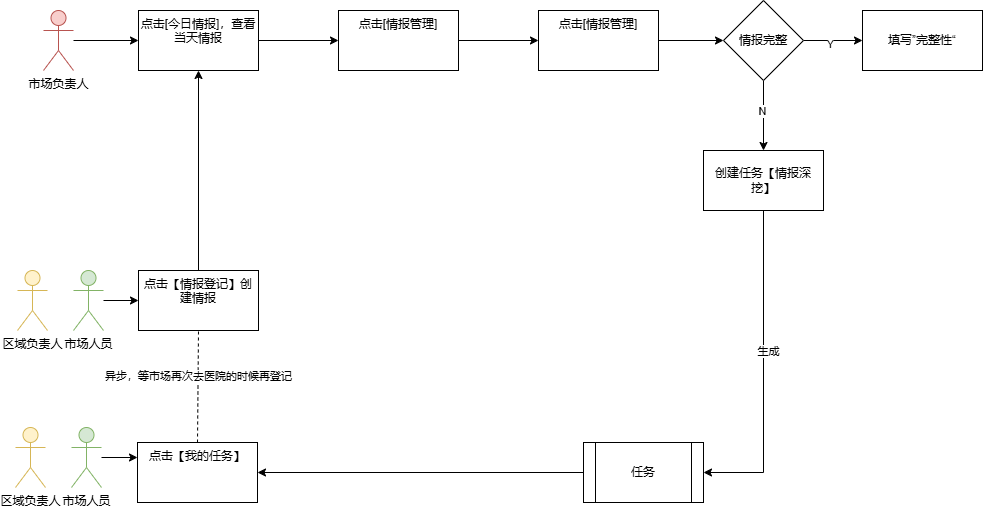 点击[今日情报]，查看
当天情报
点击[情报管理]
点击[情报管理]
情报完整
Y
填写"完整性"
市场负责人
N
创建任务【情报深
挖】
点击【情报登记】创
建情报
区域负责人
市场人员
生成
异步，等市场再次去医院的时候再登记
点击【我的任务】
任务
区域负责人
市场人员